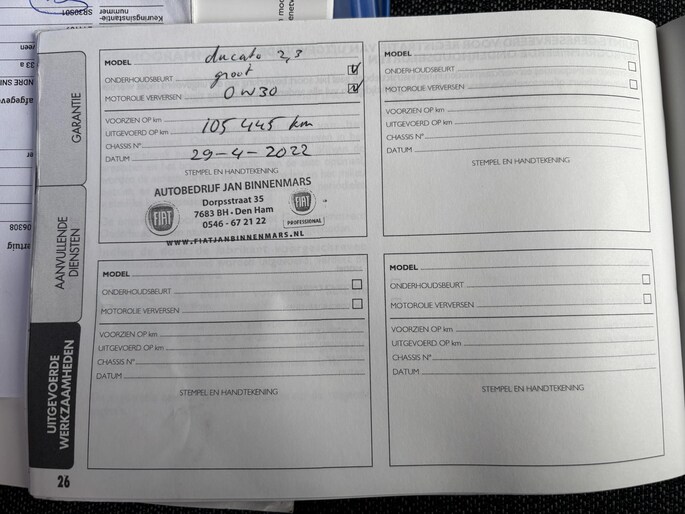 Keuringsinstantie-
nummer
SR30S01
GARANTIE
AANVULLENDE
DIENSTEN
UITGEVOERDE
WERKZAAMHEDEN
MODEL ducato 2,3
ONDERHOUDSBEURT groot
MOTOROLIE VERVERSEN 0W30
VOORZIEN OP km
UITGEVOERD OP km 105 445 km
CHASSIS N°
DATUM 29-4-2022
STEMPEL EN HANDTEKENING
AUTOBEDRIJF JAN BINNENMARS
Dorpsstraat 35
7683 BH - Den Ham
0546 - 67 21 22
FIAT
FIAT
PROFESSIONAL
WWW.FIATJANBINNENMARS.NL
MODEL
ONDERHOUDSBEURT
MOTOROLIE VERVERSEN
VOORZIEN OP km
UITGEVOERD OP km
CHASSIS N°
DATUM
STEMPEL EN HANDTEKENING
MODEL
ONDERHOUDSBEURT
MOTOROLIE VERVERSEN
VOORZIEN OP km
UITGEVOERD OP km
CHASSIS N°
DATUM
STEMPEL EN HANDTEKENING
MODEL
ONDERHOUDSBEURT
MOTOROLIE VERVERSEN
VOORZIEN OP km
UITGEVOERD OP km
CHASSIS N°
DATUM
STEMPEL EN HANDTEKENING
26